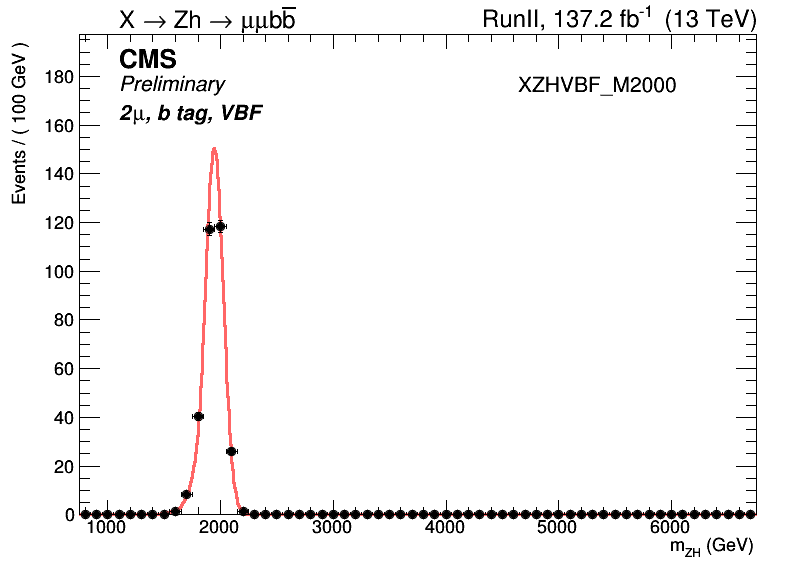 X → Zh → μμbb̅ RunII, 137.2 fb⁻¹ (13 TeV)
CMS
Preliminary
XZHVBF_M2000
2μ, b tag, VBF
Events / ( 100 GeV )
180
160
140
120
100
80
60
40
20
0
1000 2000 3000 4000 5000 6000
m_ZH (GeV)